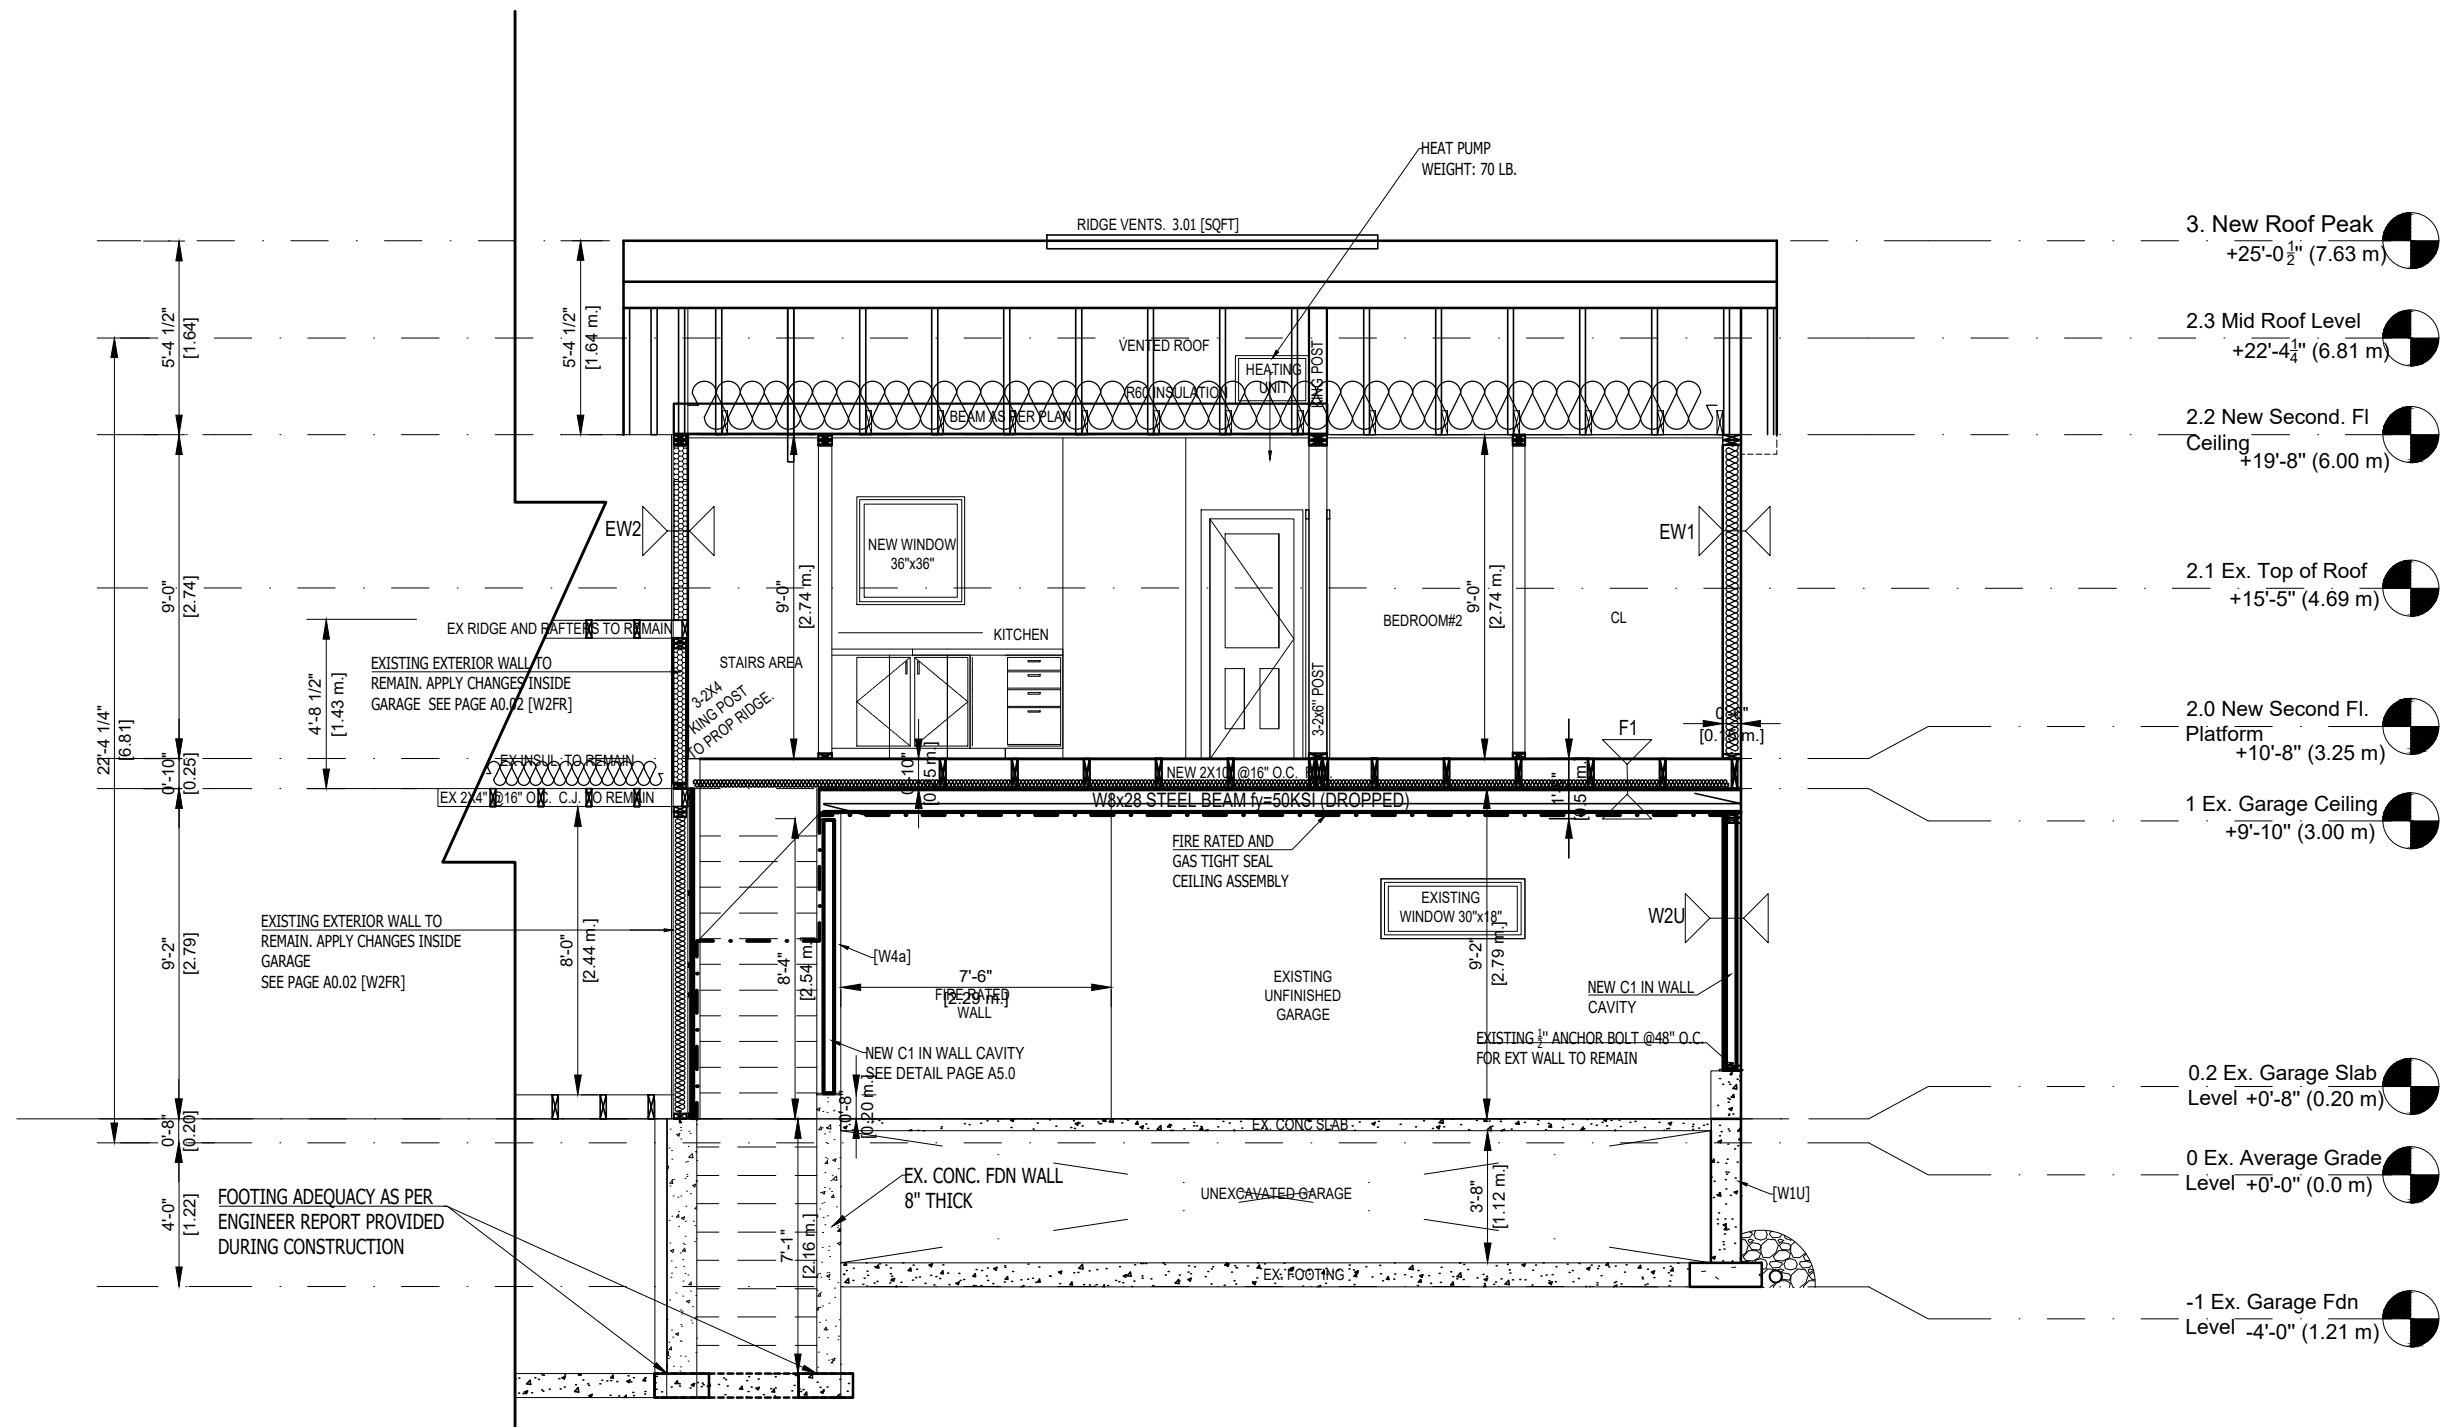 HEAT PUMP
WEIGHT: 70 LB.
RIDGE VENTS. 3.01 [SQFT]
3. New Roof Peak
+25'-0 1/2" (7.63 m)
2.3 Mid Roof Level
+22'-4 1/4" (6.81 m)
2.2 New Second. Fl
Ceiling
+19'-8" (6.00 m)
2.1 Ex. Top of Roof
+15'-5" (4.69 m)
2.0 New Second Fl.
Platform
+10'-8" (3.25 m)
1 Ex. Garage Ceiling
+9'-10" (3.00 m)
0.2 Ex. Garage Slab
Level +0'-8" (0.20 m)
0 Ex. Average Grade
Level +0'-0" (0.0 m)
-1 Ex. Garage Fdn
Level -4'-0" (1.21 m)
5'-4 1/2"
[1.64]
5'-4 1/2"
[1.64 m.]
VENTED ROOF
HEATING
UNIT
KING POST
R60 INSULATION
BEAM AS PER PLAN
EW2
EW1
NEW WINDOW
36"x36"
9'-0"
[2.74]
9'-0"
[2.74 m.]
9'-0"
[2.74 m.]
KITCHEN
BEDROOM#2
CL
STAIRS AREA
3-2X4
KING POST
TO PROP RIDGE.
3-2x6" POST
EX RIDGE AND RAFTERS TO REMAIN
EXISTING EXTERIOR WALL TO
REMAIN. APPLY CHANGES INSIDE
GARAGE SEE PAGE A0.02 [W2FR]
4'-8 1/2"
[1.43 m.]
22'-4 1/4"
[6.81]
0'-10"
[0.25]
EX INSUL. TO REMAIN
EX 2X4" @16" O.C. C.J. TO REMAIN
0'-10"
F1
NEW 2X10" @16" O.C.
W8x28 STEEL BEAM fy=50KSI (DROPPED)
FIRE RATED AND
GAS TIGHT SEAL
CEILING ASSEMBLY
EXISTING
WINDOW 30"x18"
W2U
EXISTING EXTERIOR WALL TO
REMAIN. APPLY CHANGES INSIDE
GARAGE
SEE PAGE A0.02 [W2FR]
9'-2"
[2.79]
8'-0"
[2.44 m.]
8'-4"
[2.54 m.]
[W4a]
7'-6"
[2.29 m.]
FIRE RATED
WALL
EXISTING
UNFINISHED
GARAGE
9'-2"
[2.79 m.]
NEW C1 IN WALL
CAVITY
EXISTING 1/2" ANCHOR BOLT @48" O.C.
FOR EXT WALL TO REMAIN
NEW C1 IN WALL CAVITY
SEE DETAIL PAGE A5.0
0'-8"
[0.20 m.]
0'-8"
[0.20]
EX. CONC SLAB
4'-0"
[1.22]
FOOTING ADEQUACY AS PER
ENGINEER REPORT PROVIDED
DURING CONSTRUCTION
EX. CONC. FDN WALL
8" THICK
7'-1"
[2.16 m.]
UNEXCAVATED GARAGE
3'-8"
[1.12 m.]
[W1U]
EX. FOOTING